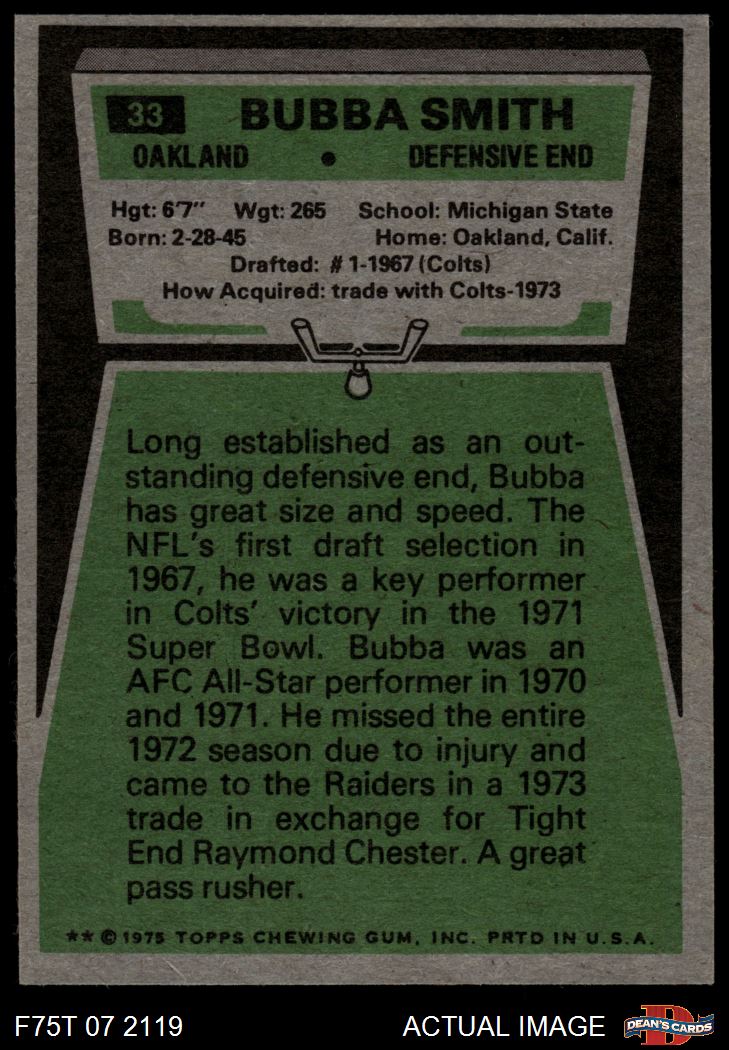 33 BUBBA SMITH
OAKLAND • DEFENSIVE END
Hgt: 6'7" Wgt: 265 School: Michigan State
Born: 2-28-45 Home: Oakland, Calif.
Drafted: #1-1967 (Colts)
How Acquired: trade with Colts-1973
Long established as an out-
standing defensive end, Bubba
has great size and speed. The
NFL's first draft selection in
1967, he was a key performer
in Colts' victory in the 1971
Super Bowl. Bubba was an
AFC All-Star performer in 1970
and 1971. He missed the entire
1972 season due to injury and
came to the Raiders in a 1973
trade in exchange for Tight
End Raymond Chester. A great
pass rusher.
** © 1975 TOPPS CHEWING GUM, INC. PRTD IN U.S.A.
F75T 07 2119 ACTUAL IMAGE D DEAN'S CARDS